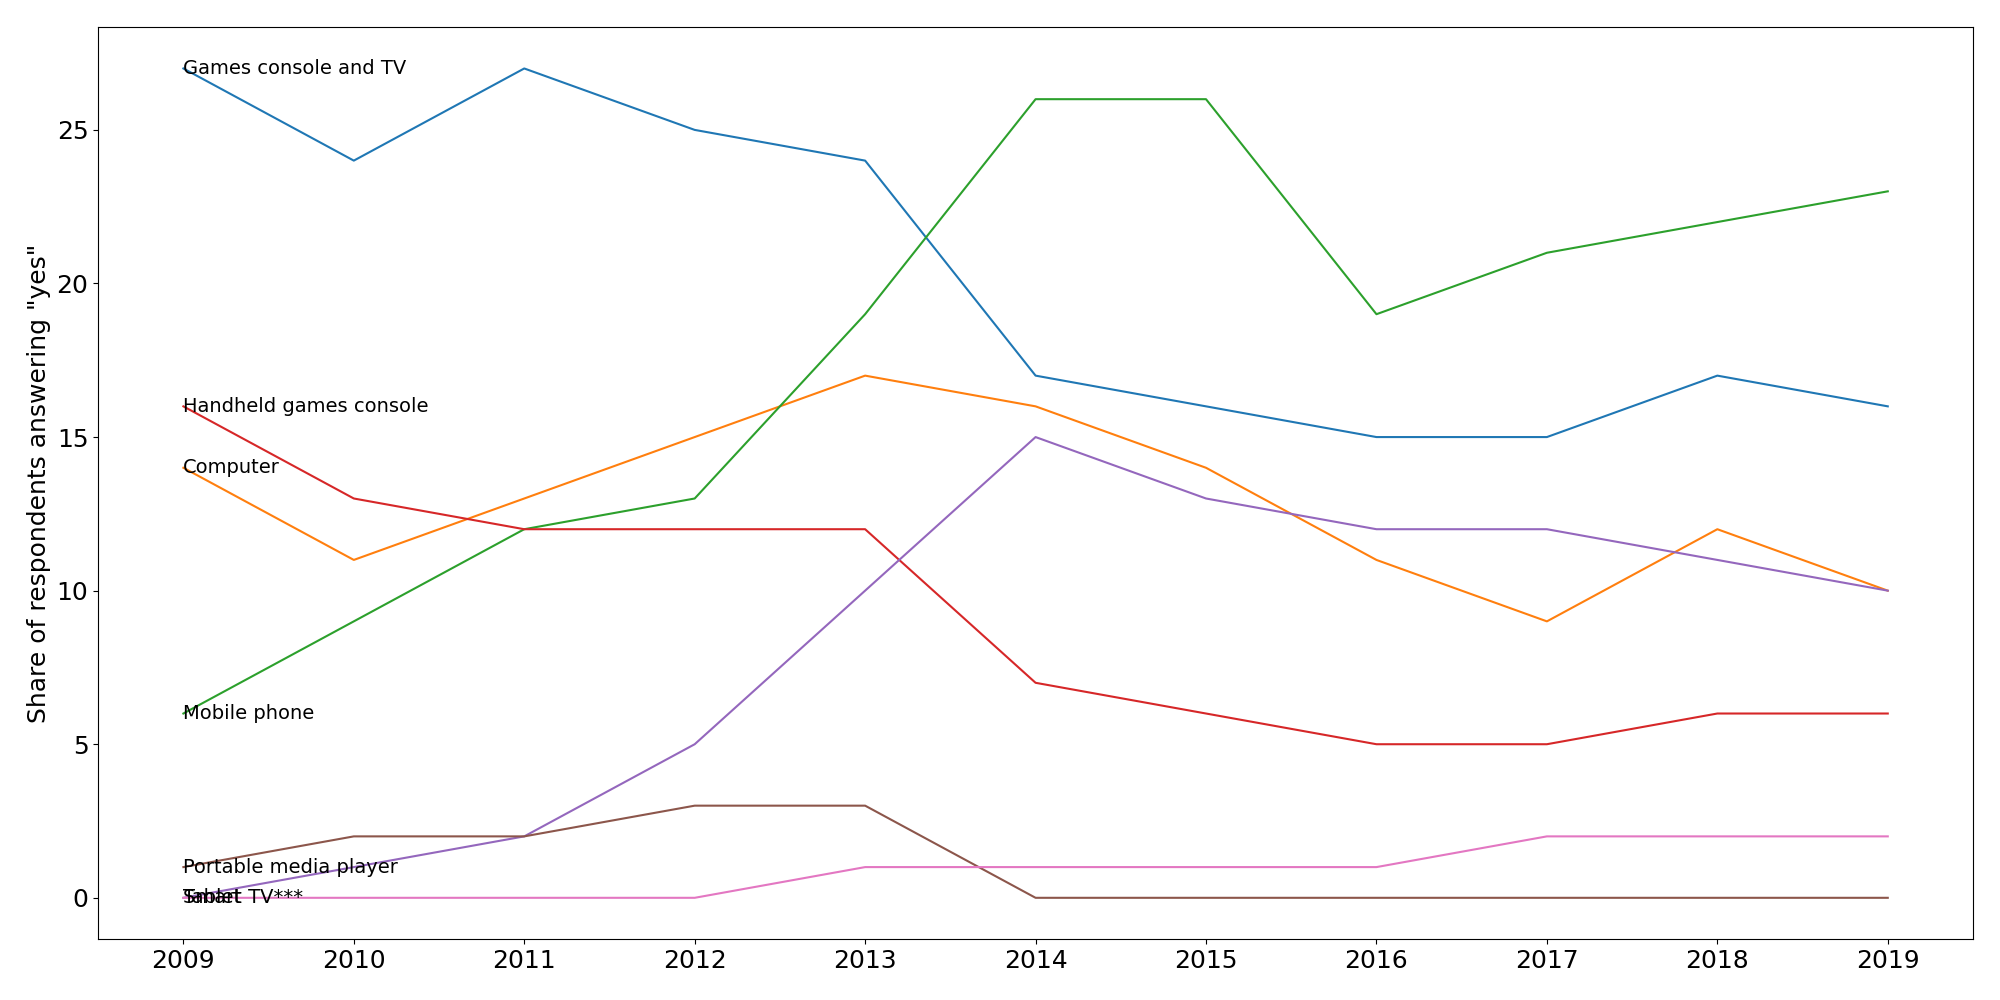 Share of respondents answering "yes"
25
20
15
10
5
0
Games console and TV
Handheld games console
Computer
Mobile phone
Portable media player
Tablet
Smart TV***
2009 2010 2011 2012 2013 2014 2015 2016 2017 2018 2019